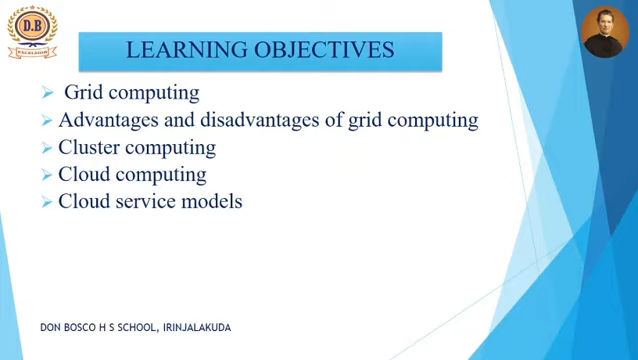 D.B
EXCELSIOR
LEARNING OBJECTIVES
Grid computing
Advantages and disadvantages of grid computing
Cluster computing
Cloud computing
Cloud service models
DON BOSCO H S SCHOOL, IRINJALAKUDA